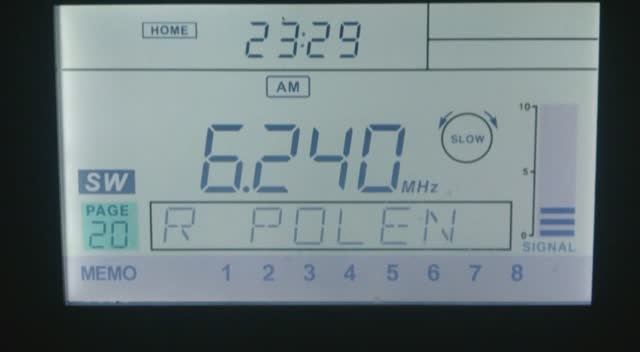 HOME 23:29
AM
10
SLOW
6.240 MHz
5
SW
PAGE
20
R POLEN
0
SIGNAL
MEMO 1 2 3 4 5 6 7 8